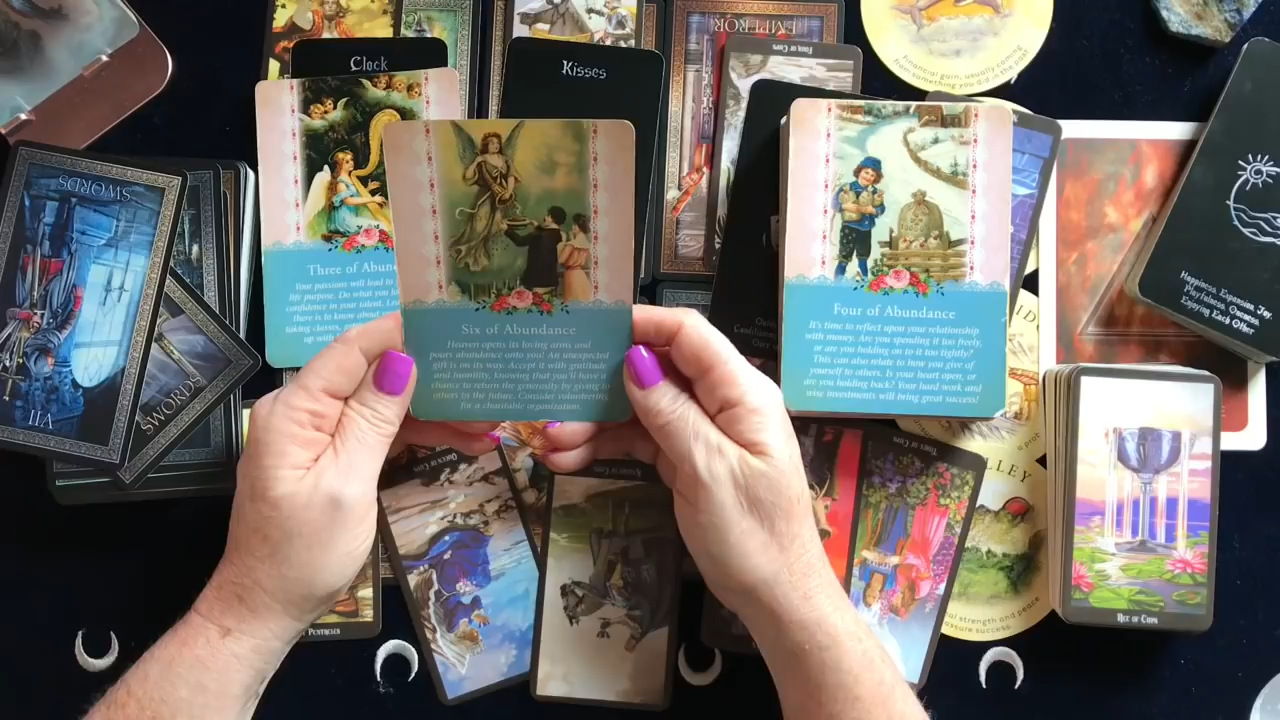 Clock
Kisses
EMPEROR
Four of Cups
Financial gain, usually coming
from something you did in the past
SWORDS
VII
SWORDS
Three of Abun
Your passions will lead to
life purpose. Do what you
confidence in your talent.
there is to know about
taking classes,
up with
Six of Abundance
Heaven opens its loving arms and
pours abundance onto you! An unexpected
gift is on its way. Accept it with gratitude
and humility, knowing that you'll have a
chance to return the generosity by giving to
others in the future. Consider volunteering
for a charitable organization.
Four of Abundance
It's time to reflect upon your relationship
with money. Are you spending it too freely,
or are you holding on to it too tightly?
This can also relate to how you give of
yourself to others. Is your heart open, or
are you holding back? Your hard work and
wise investments will bring great success!
Happiness, Expansion, Joy,
Playfulness, Oneness,
Enjoying Each Other
Queen of Cups
Knight of Cups
Pentacles
LLEY
strength and peace
assure success
Ace of Cups